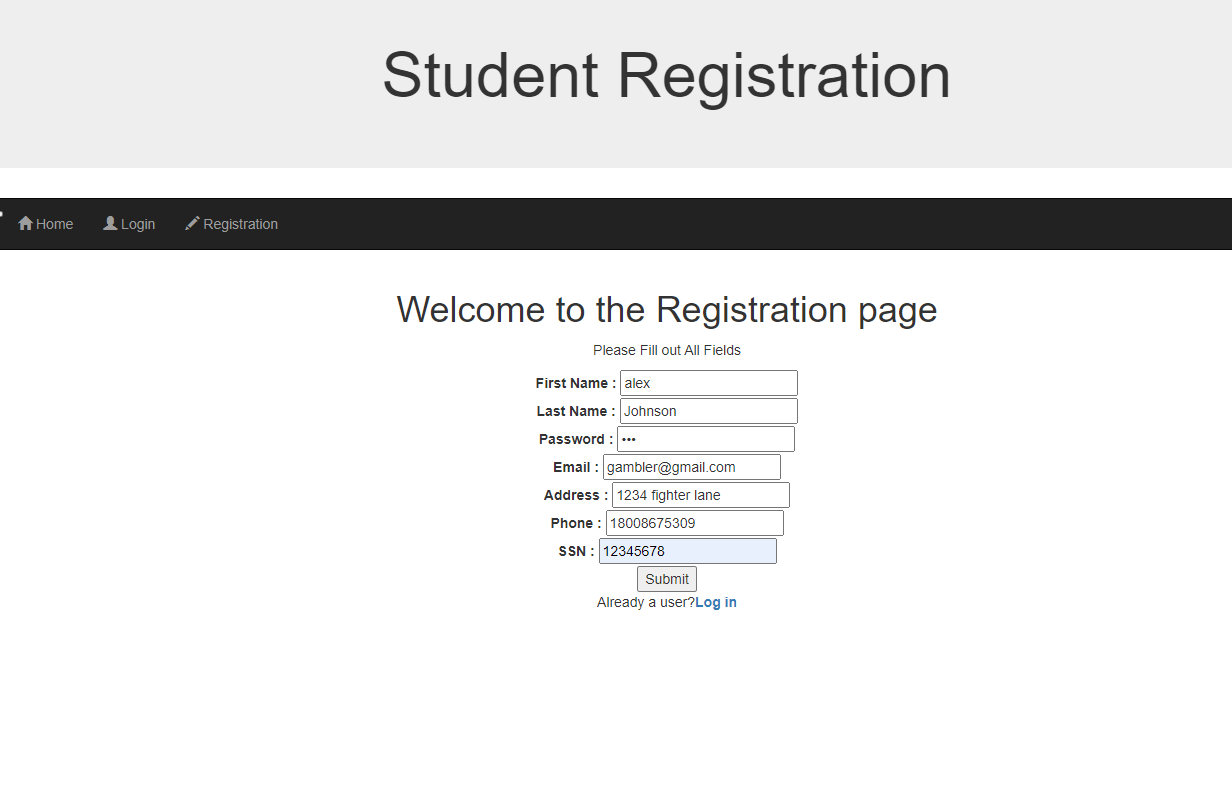 Student Registration
Home Login Registration
Welcome to the Registration page
Please Fill out All Fields
First Name : alex
Last Name : Johnson
Password : •••
Email : gambler@gmail.com
Address : 1234 fighter lane
Phone : 18008675309
SSN : 12345678
Submit
Already a user?Log in